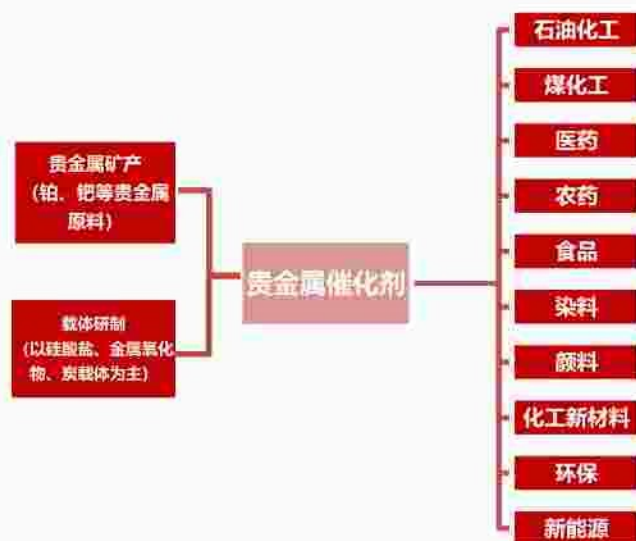 贵金属矿产
（铂、钯等贵金属
原料）
载体研制
（以硅酸盐、金属氧化
物、炭载体为主）
贵金属催化剂
石油化工
煤化工
医药
农药
食品
染料
颜料
化工新材料
环保
新能源